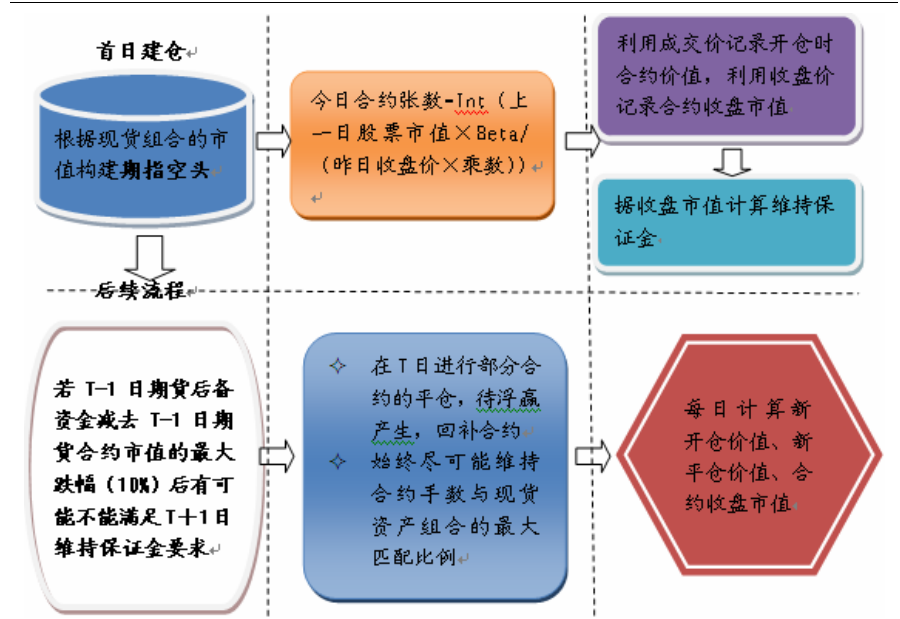 首日建仓
根据现货组合的市
值构建期指空头
今日合约张数-Int（上
一日股票市值×Beta/
（昨日收盘价×乘数））
利用成交价记录开仓时
合约价值，利用收盘价
记录合约收盘市值
据收盘市值计算维持保
证金
后续流程
若 T-1 日期货后备
资金减去 T-1 日期
货合约市值的最大
跌幅（10%）后有可
能不能满足T＋1日
维持保证金要求
✧ 在T日进行部分合
约的平仓，待浮赢
产生，回补合约
✧ 始终尽可能维持
合约手数与现货
资产组合的最大
匹配比例
每日计算新
开仓价值、新
平仓价值、合
约收盘市值